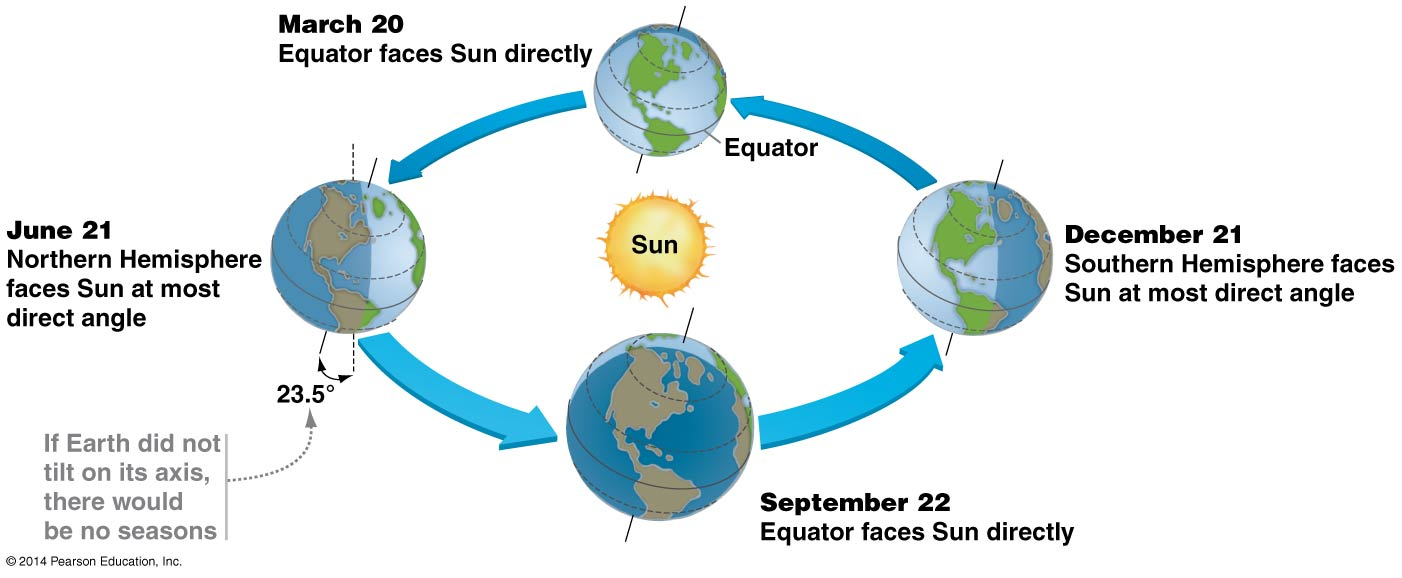 March 20
Equator faces Sun directly
Equator
June 21
Northern Hemisphere
faces Sun at most
direct angle
Sun
December 21
Southern Hemisphere faces
Sun at most direct angle
23.5°
If Earth did not
tilt on its axis,
there would
be no seasons
September 22
Equator faces Sun directly
© 2014 Pearson Education, Inc.